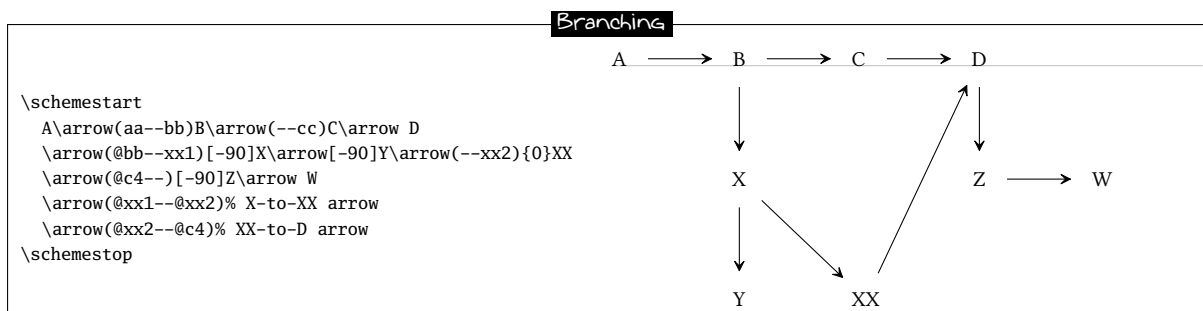 Branching
\schemestart
A\arrow(aa--bb)B\arrow(--cc)C\arrow D
\arrow(@bb--xx1)[-90]X\arrow[-90]Y\arrow(--xx2){0}XX
\arrow(@c4--)[-90]Z\arrow W
\arrow(@xx1--@xx2)% X-to-XX arrow
\arrow(@xx2--@c4)% XX-to-D arrow
\schemestop
A B C D
X Z W
Y XX